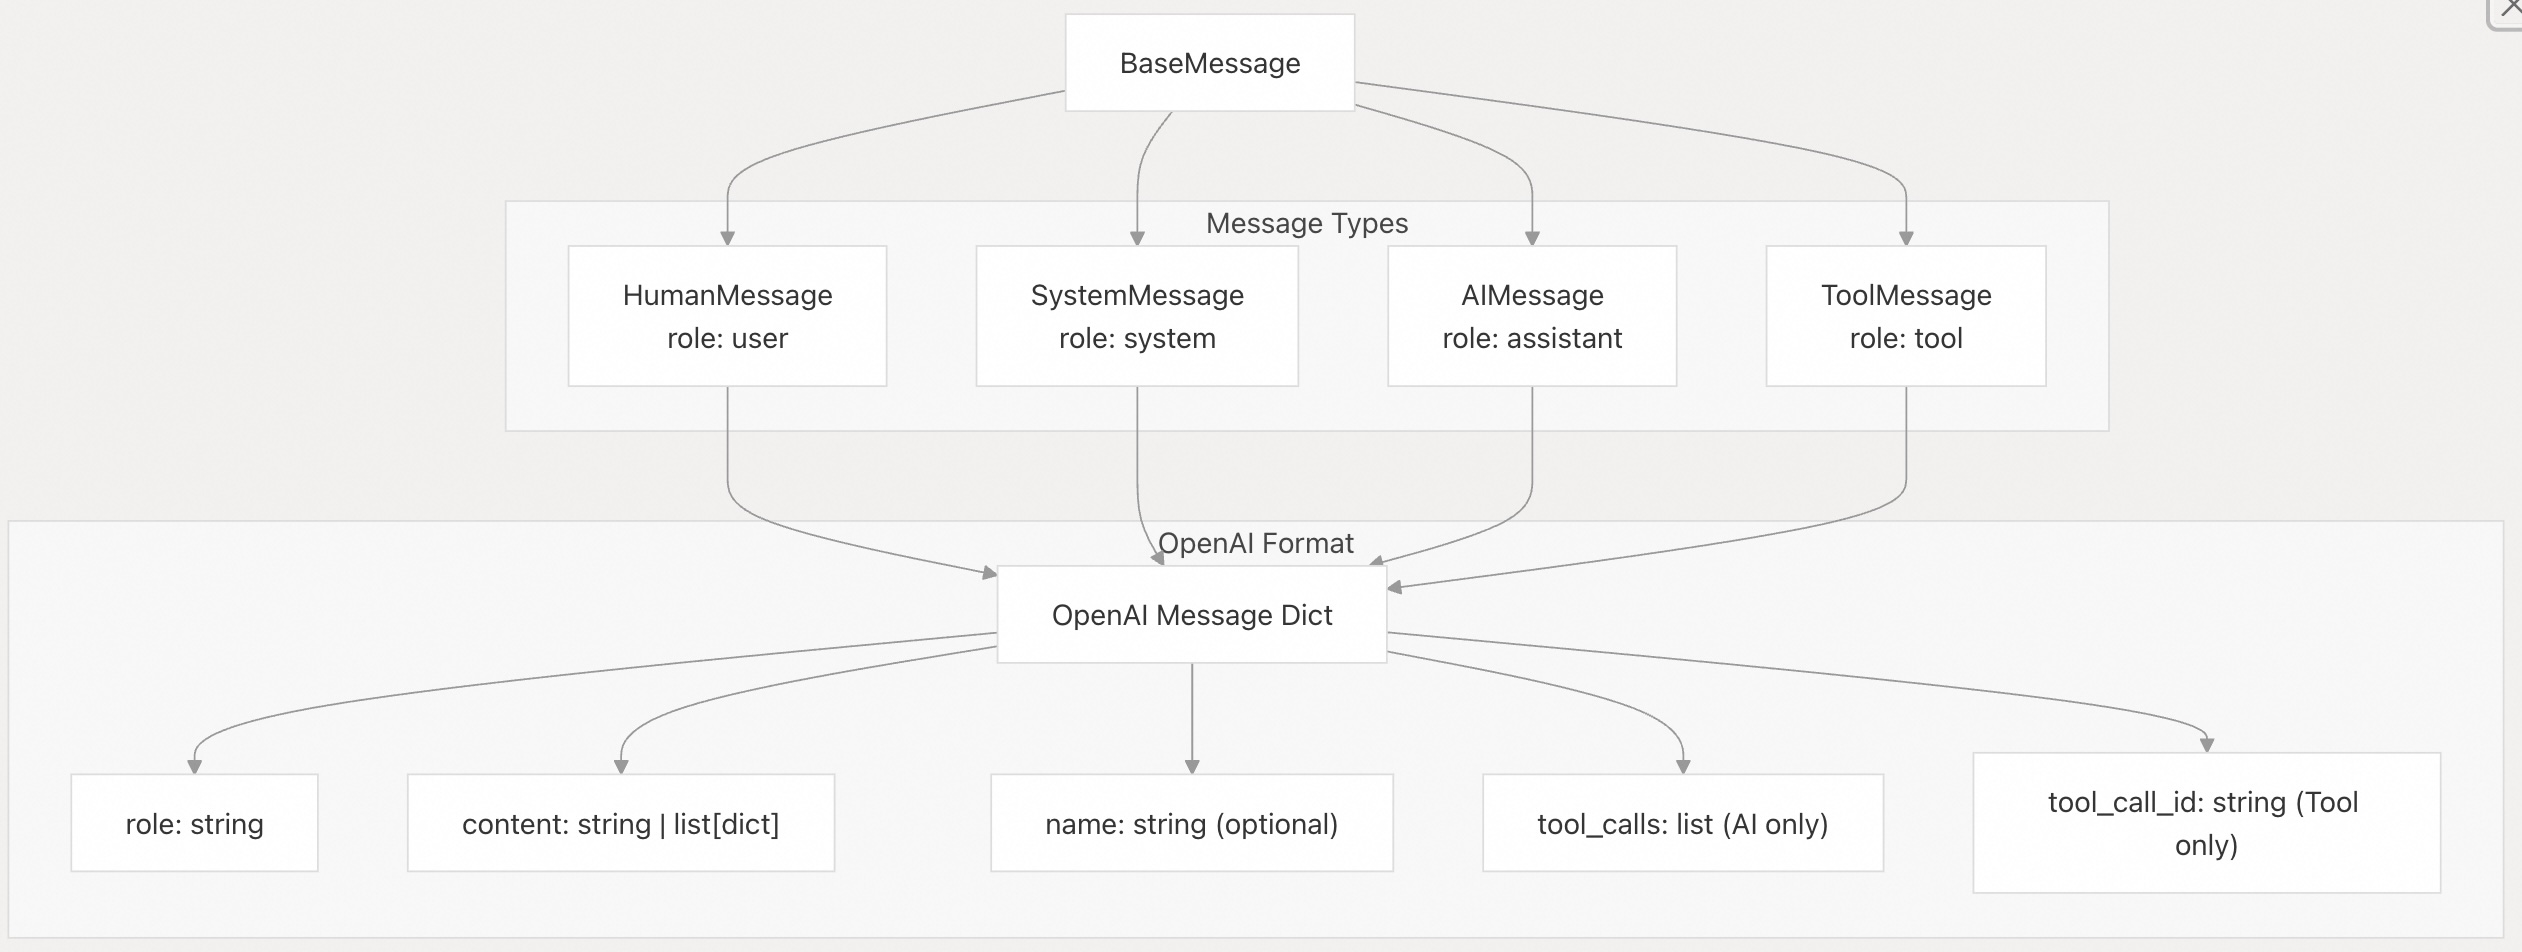 BaseMessage
Message Types
HumanMessage
role: user
SystemMessage
role: system
AIMessage
role: assistant
ToolMessage
role: tool
OpenAI Format
OpenAI Message Dict
role: string
content: string | list[dict]
name: string (optional)
tool_calls: list (AI only)
tool_call_id: string (Tool
only)